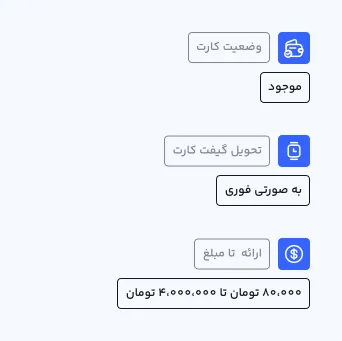 وضعیت کارت
موجود
تحویل گیفت کارت
به صورتی فوری
ارائه تا مبلغ
۸۰،۰۰۰ تومان تا ۴،۰۰۰،۰۰۰ تومان